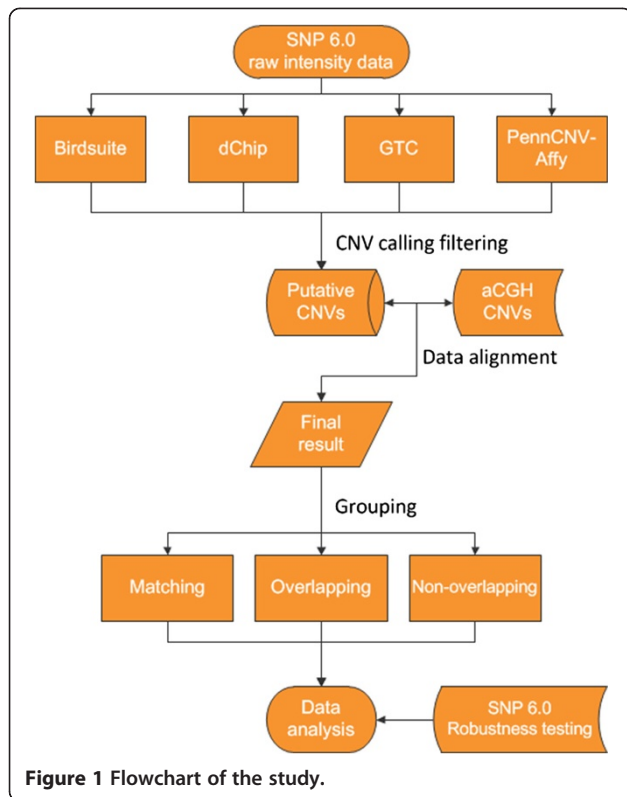 SNP 6.0
raw intensity data
Birdsuite
dChip
GTC
PennCNV-
Affy
CNV calling filtering
Putative
CNVs
aCGH
CNVs
Data alignment
Final
result
Grouping
Matching
Overlapping
Non-overlapping
Data
analysis
SNP 6.0
Robustness testing
Figure 1 Flowchart of the study.